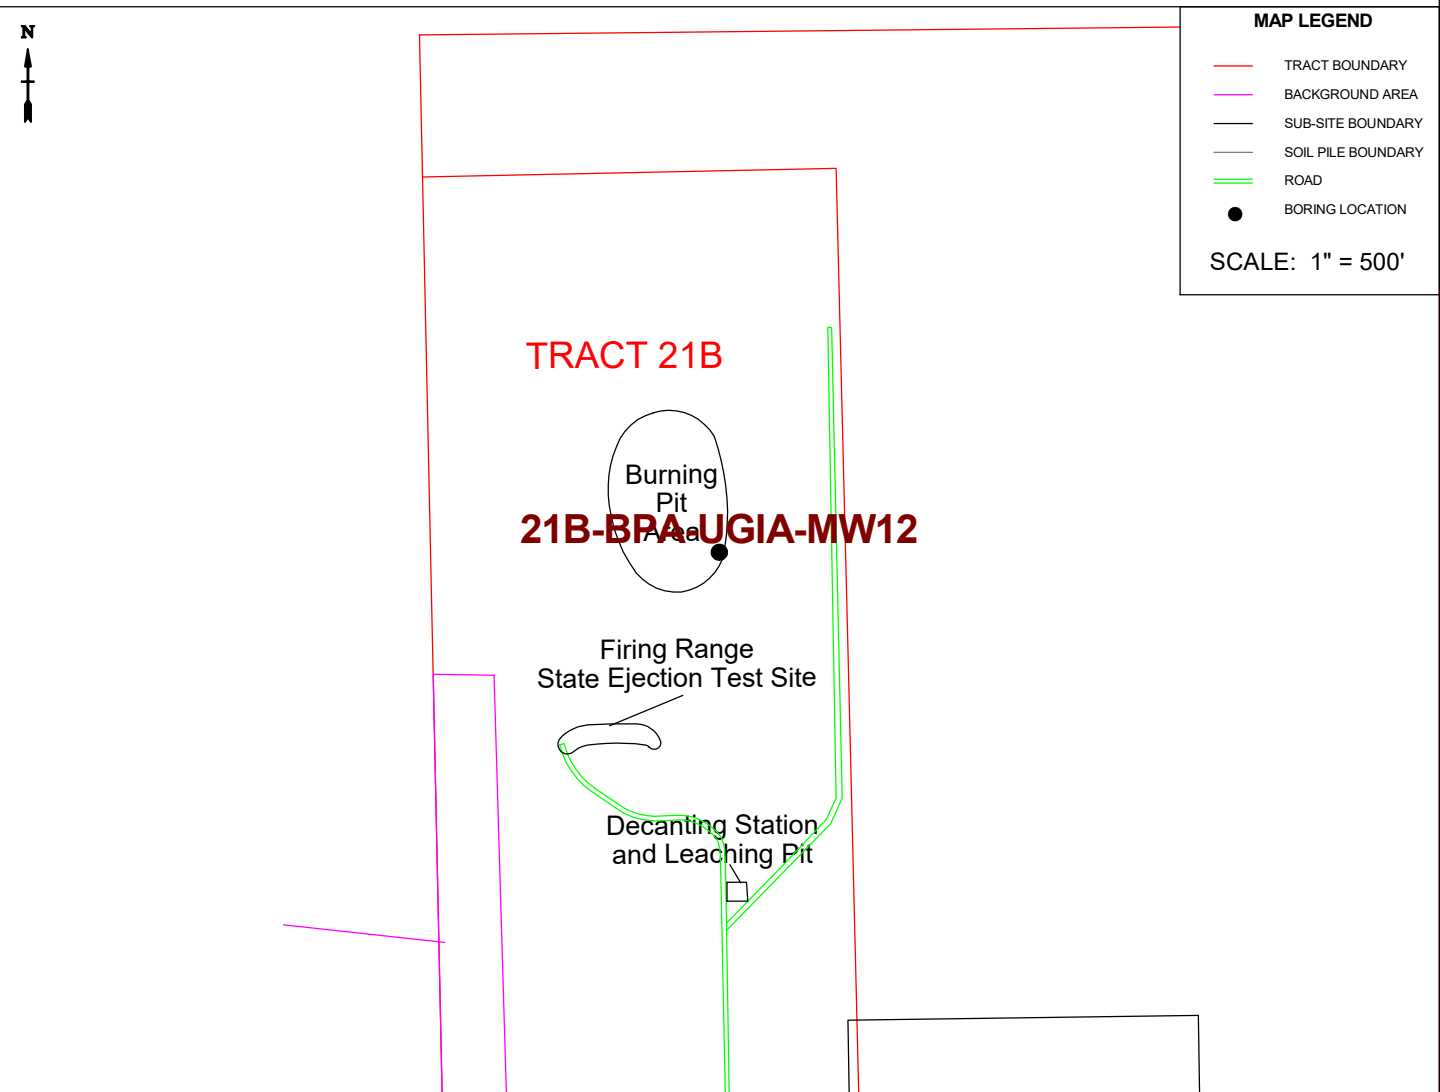 N
MAP LEGEND
TRACT BOUNDARY
BACKGROUND AREA
SUB-SITE BOUNDARY
SOIL PILE BOUNDARY
ROAD
BORING LOCATION
SCALE: 1" = 500'
TRACT 21B
Burning
Pit
Area
21B-BPA-UGIA-MW12
Firing Range
State Ejection Test Site
Decanting Station
and Leaching Pit